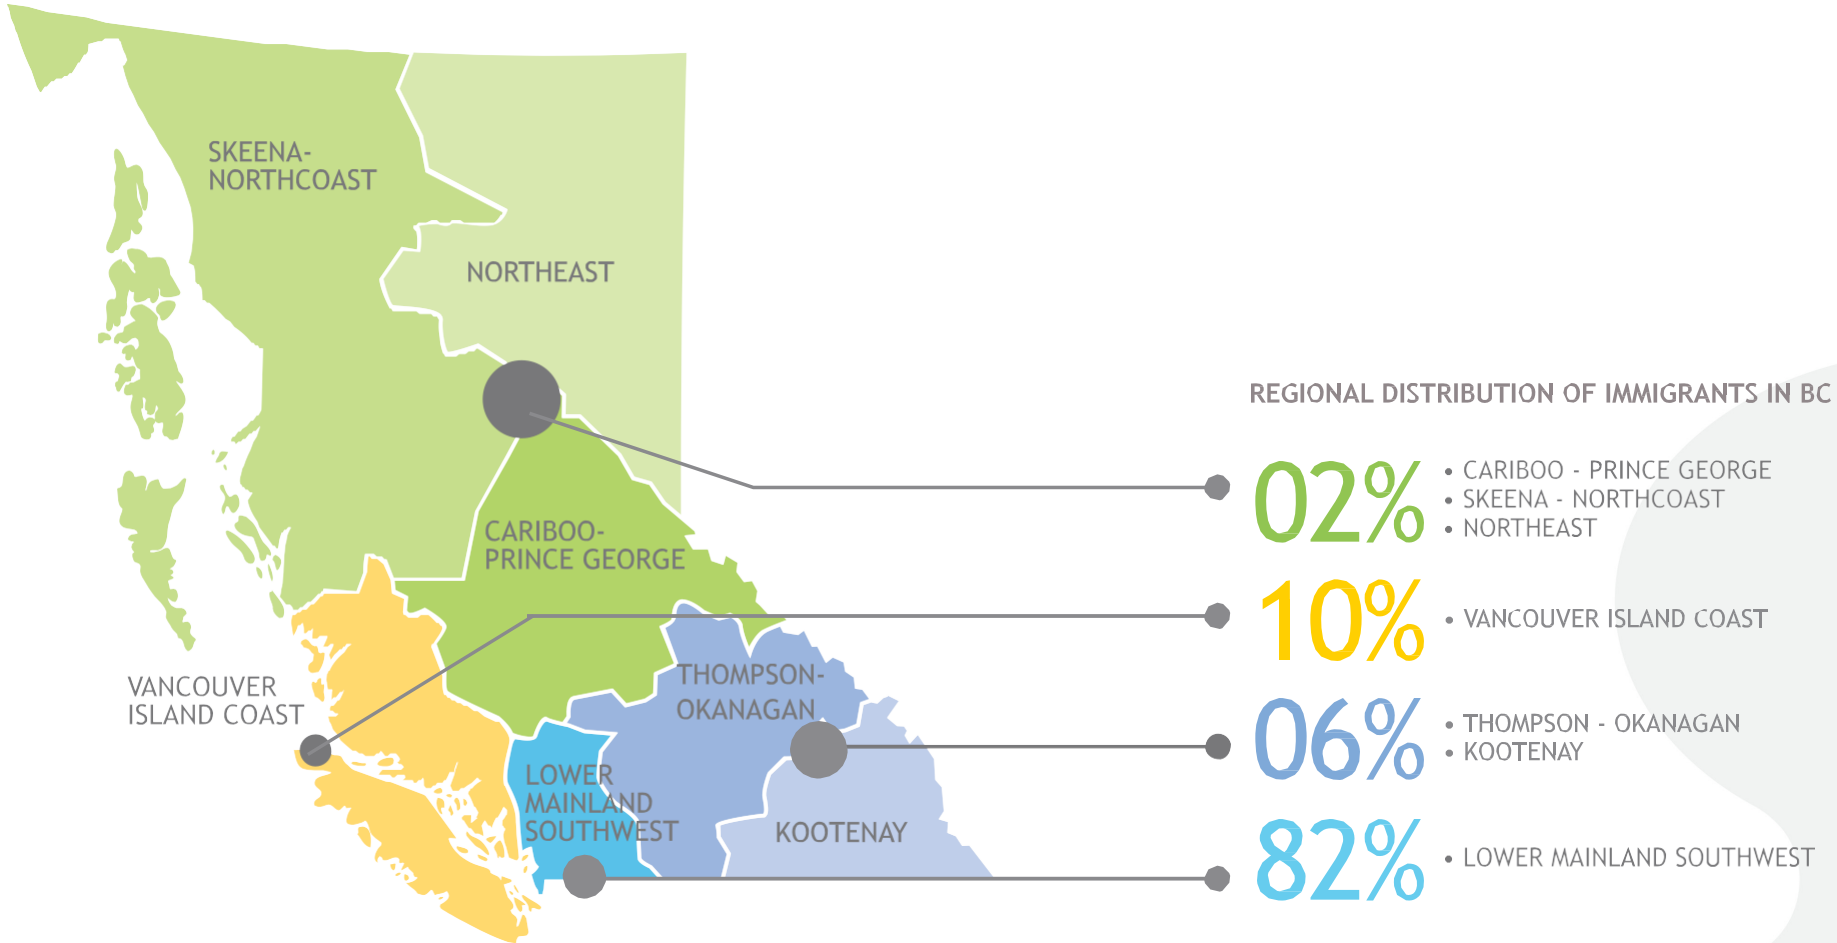 SKEENA-
NORTHCOAST
NORTHEAST
CARIBOO-
PRINCE GEORGE
VANCOUVER
ISLAND COAST
THOMPSON-
OKANAGAN
LOWER
MAINLAND
SOUTHWEST
KOOTENAY
REGIONAL DISTRIBUTION OF IMMIGRANTS IN BC
02%
• CARIBOO - PRINCE GEORGE
• SKEENA - NORTHCOAST
• NORTHEAST
10%
• VANCOUVER ISLAND COAST
06%
• THOMPSON - OKANAGAN
• KOOTENAY
82%
• LOWER MAINLAND SOUTHWEST